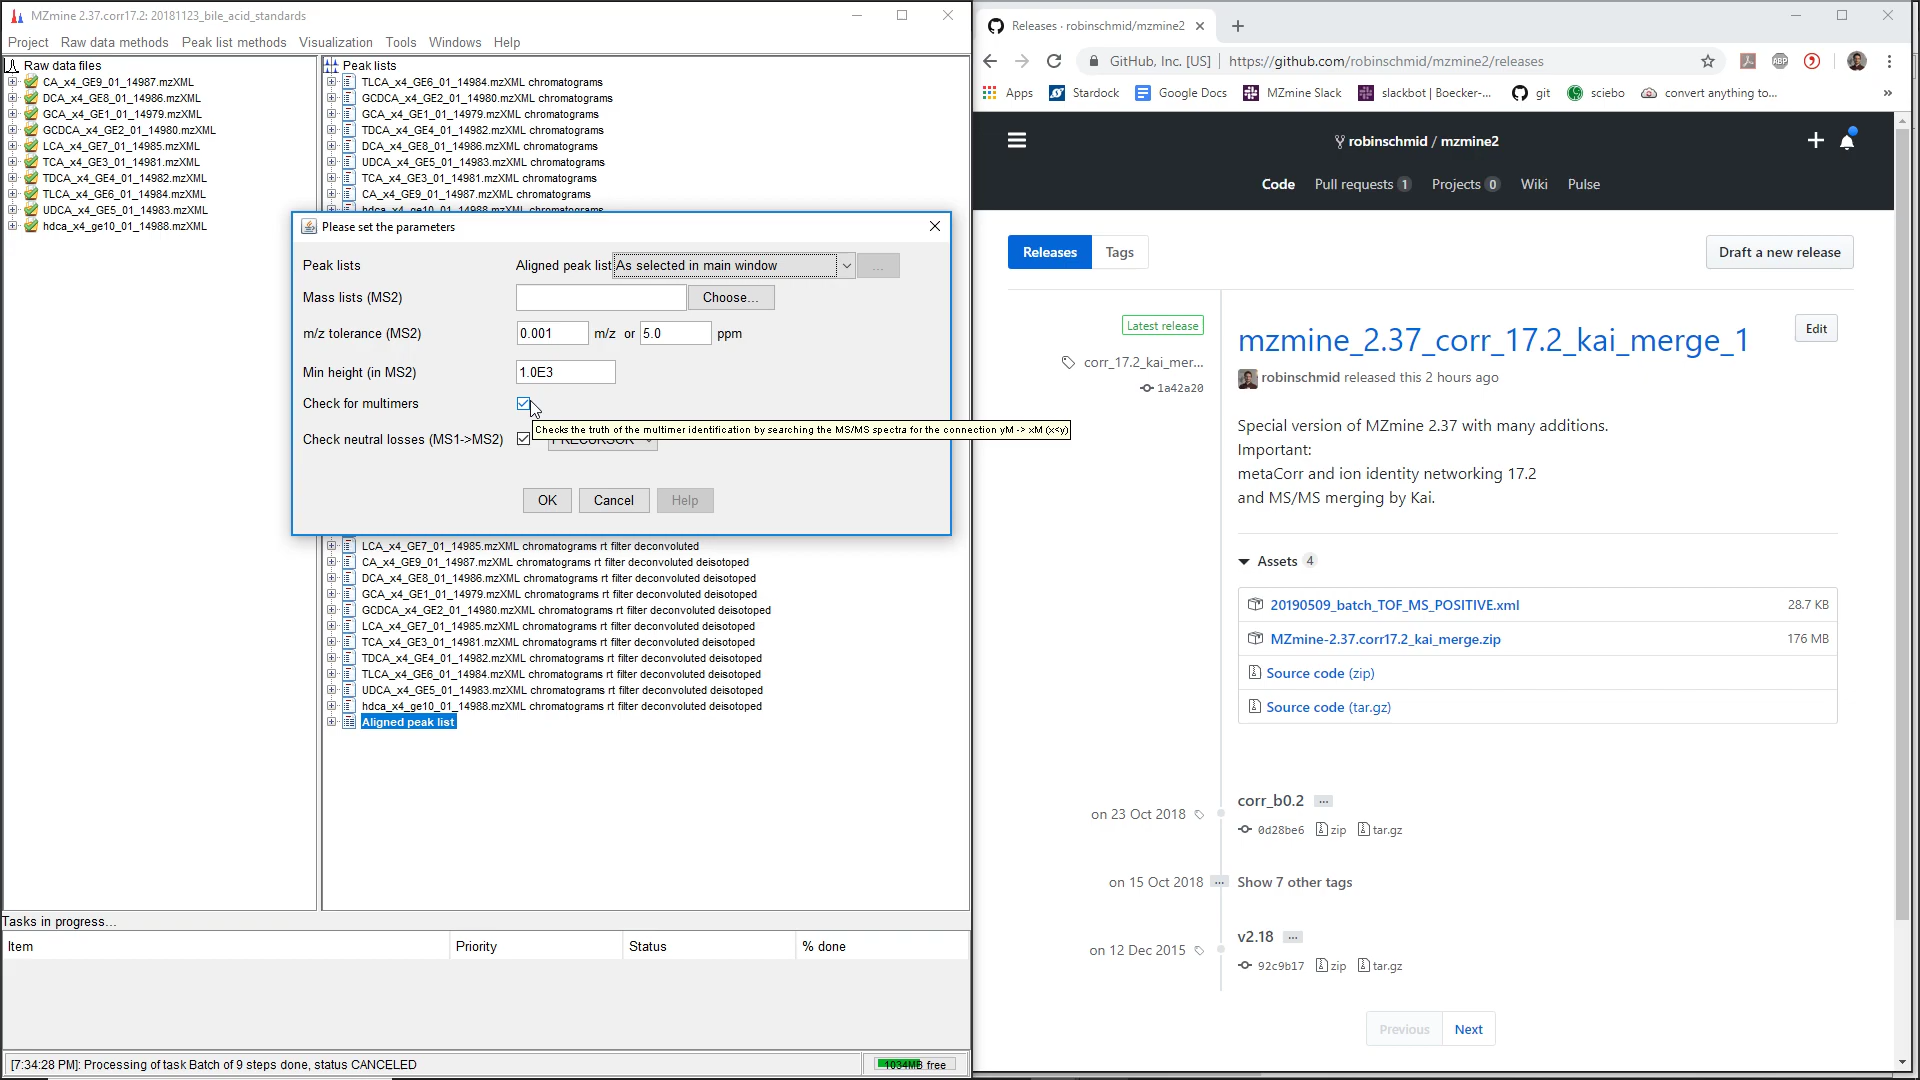 MZmine 2.37.corr17.2: 20181123_bile_acid_standards
Project Raw data methods Peak list methods Visualization Tools Windows Help
Raw data files
CA_x4_GE9_01_14987.mzXML
DCA_x4_GE8_01_14986.mzXML
GCA_x4_GE1_01_14979.mzXML
GCDCA_x4_GE2_01_14980.mzXML
LCA_x4_GE7_01_14985.mzXML
TCA_x4_GE3_01_14981.mzXML
TDCA_x4_GE4_01_14982.mzXML
TLCA_x4_GE6_01_14984.mzXML
UDCA_x4_GE5_01_14983.mzXML
hdca_x4_ge10_01_14988.mzXML
Peak lists
TLCA_x4_GE6_01_14984.mzXML chromatograms
GCDCA_x4_GE2_01_14980.mzXML chromatograms
GCA_x4_GE1_01_14979.mzXML chromatograms
TDCA_x4_GE4_01_14982.mzXML chromatograms
DCA_x4_GE8_01_14986.mzXML chromatograms
UDCA_x4_GE5_01_14983.mzXML chromatograms
TCA_x4_GE3_01_14981.mzXML chromatograms
CA_x4_GE9_01_14987.mzXML chromatograms
hdca_x4_ge10_01_14988.mzXML chromatograms
Please set the parameters
Peak lists Aligned peak list As selected in main window ...
Mass lists (MS2) Choose...
m/z tolerance (MS2) 0.001 m/z or 5.0 ppm
Min height (in MS2) 1.0E3
Check for multimers
Checks the truth of the multimer identification by searching the MS/MS spectra for the connection yM -> xM (x<y)
Check neutral losses (MS1->MS2) PRECURSOR
OK Cancel Help
LCA_x4_GE7_01_14985.mzXML chromatograms rt filter deconvoluted
CA_x4_GE9_01_14987.mzXML chromatograms rt filter deconvoluted deisotoped
DCA_x4_GE8_01_14986.mzXML chromatograms rt filter deconvoluted deisotoped
GCA_x4_GE1_01_14979.mzXML chromatograms rt filter deconvoluted deisotoped
GCDCA_x4_GE2_01_14980.mzXML chromatograms rt filter deconvoluted deisotoped
LCA_x4_GE7_01_14985.mzXML chromatograms rt filter deconvoluted deisotoped
TCA_x4_GE3_01_14981.mzXML chromatograms rt filter deconvoluted deisotoped
TDCA_x4_GE4_01_14982.mzXML chromatograms rt filter deconvoluted deisotoped
TLCA_x4_GE6_01_14984.mzXML chromatograms rt filter deconvoluted deisotoped
UDCA_x4_GE5_01_14983.mzXML chromatograms rt filter deconvoluted deisotoped
hdca_x4_ge10_01_14988.mzXML chromatograms rt filter deconvoluted deisotoped
Aligned peak list
Tasks in progress...
Item Priority Status % done
[7:34:28 PM]: Processing of task Batch of 9 steps done, status CANCELED
1034MB free
Releases · robinschmid/mzmine2
GitHub, Inc. [US] https://github.com/robinschmid/mzmine2/releases
ABP
Apps Stardock Google Docs MZmine Slack slackbot | Boecker-... git sciebo convert anything to... »
robinschmid / mzmine2
Code Pull requests 1 Projects 0 Wiki Pulse
Releases Tags Draft a new release
Latest release
corr_17.2_kai_mer...
1a42a20
mzmine_2.37_corr_17.2_kai_merge_1
Edit
robinschmid released this 2 hours ago
Special version of MZmine 2.37 with many additions.
Important:
metaCorr and ion identity networking 17.2
and MS/MS merging by Kai.
Assets 4
20190509_batch_TOF_MS_POSITIVE.xml 28.7 KB
MZmine-2.37.corr17.2_kai_merge.zip 176 MB
Source code (zip)
Source code (tar.gz)
on 23 Oct 2018
corr_b0.2 ...
0d28be6 zip tar.gz
on 15 Oct 2018 ... Show 7 other tags
on 12 Dec 2015
v2.18 ...
92c9b17 zip tar.gz
Previous Next